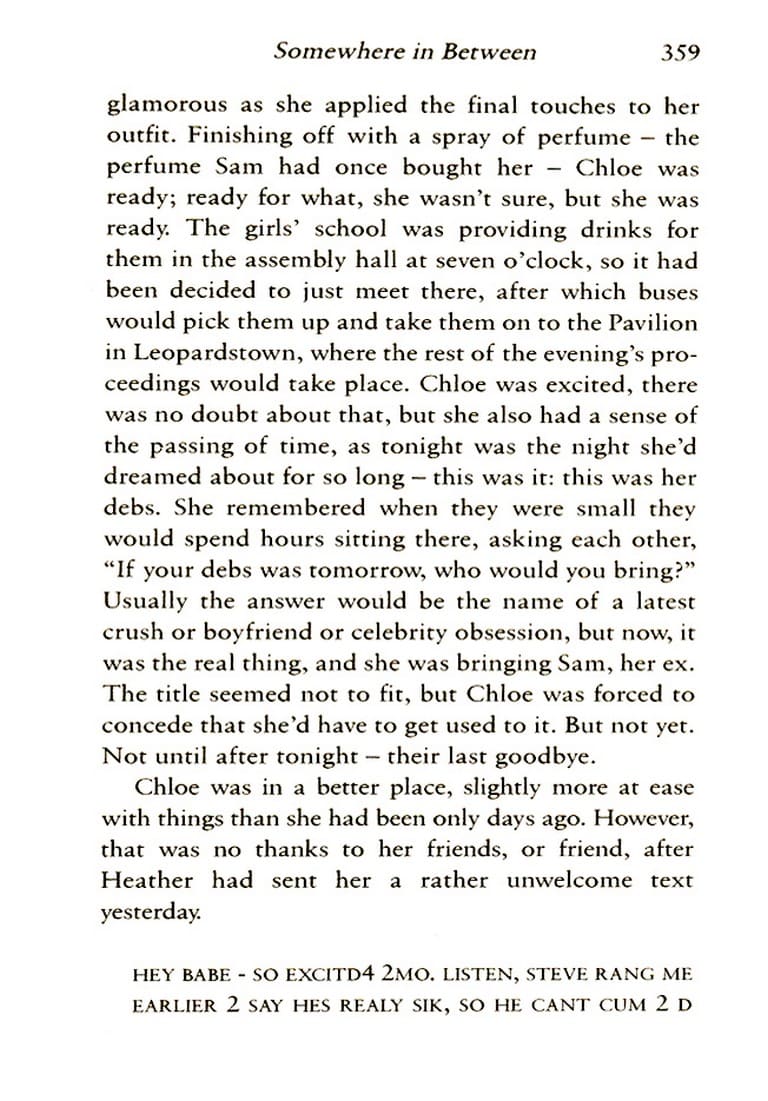 Somewhere in Between 359
glamorous as she applied the final touches to her
outfit. Finishing off with a spray of perfume – the
perfume Sam had once bought her – Chloe was
ready; ready for what, she wasn't sure, but she was
ready. The girls' school was providing drinks for
them in the assembly hall at seven o'clock, so it had
been decided to just meet there, after which buses
would pick them up and take them on to the Pavilion
in Leopardstown, where the rest of the evening's pro-
ceedings would take place. Chloe was excited, there
was no doubt about that, but she also had a sense of
the passing of time, as tonight was the night she'd
dreamed about for so long – this was it: this was her
debs. She remembered when they were small they
would spend hours sitting there, asking each other,
“If your debs was tomorrow, who would you bring?”
Usually the answer would be the name of a latest
crush or boyfriend or celebrity obsession, but now, it
was the real thing, and she was bringing Sam, her ex.
The title seemed not to fit, but Chloe was forced to
concede that she'd have to get used to it. But not yet.
Not until after tonight – their last goodbye.
Chloe was in a better place, slightly more at ease
with things than she had been only days ago. However,
that was no thanks to her friends, or friend, after
Heather had sent her a rather unwelcome text
yesterday.
HEY BABE - SO EXCITD4 2MO. LISTEN, STEVE RANG ME
EARLIER 2 SAY HES REALY SIK, SO HE CANT CUM 2 D